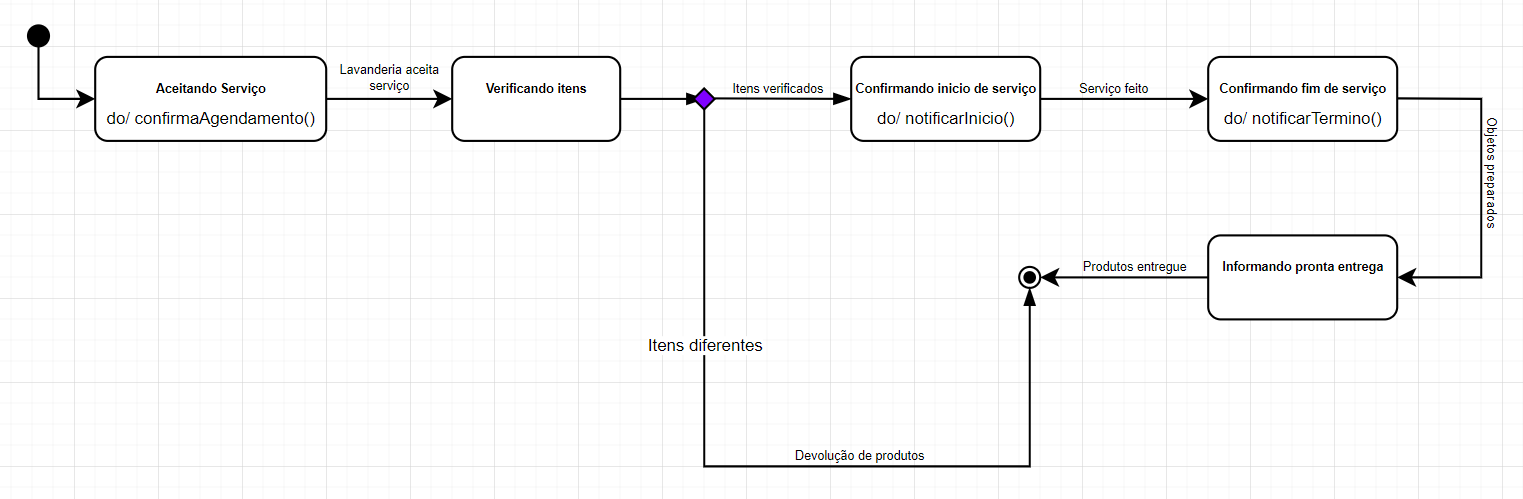 Aceitando Serviço
do/ confirmaAgendamento()
Lavanderia aceita
serviço
Verificando itens
Itens verificados
Confirmando inicio de serviço
do/ notificarInicio()
Serviço feito
Confirmando fim de serviço
do/ notificarTermino()
Objetos preparados
Informando pronta entrega
Produtos entregue
Itens diferentes
Devolução de produtos